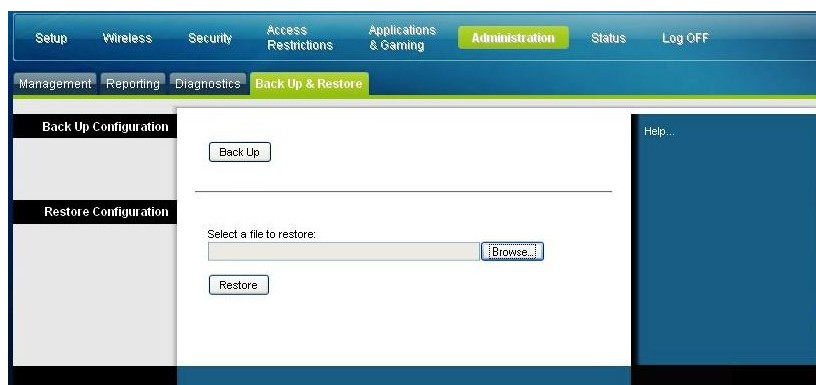 Setup Wireless Security Access Restrictions Applications & Gaming Administration Status Log OFF
Management Reporting Diagnostics Back Up & Restore
Back Up Configuration
Back Up
Help...
Restore Configuration
Select a file to restore:
Browse...
Restore